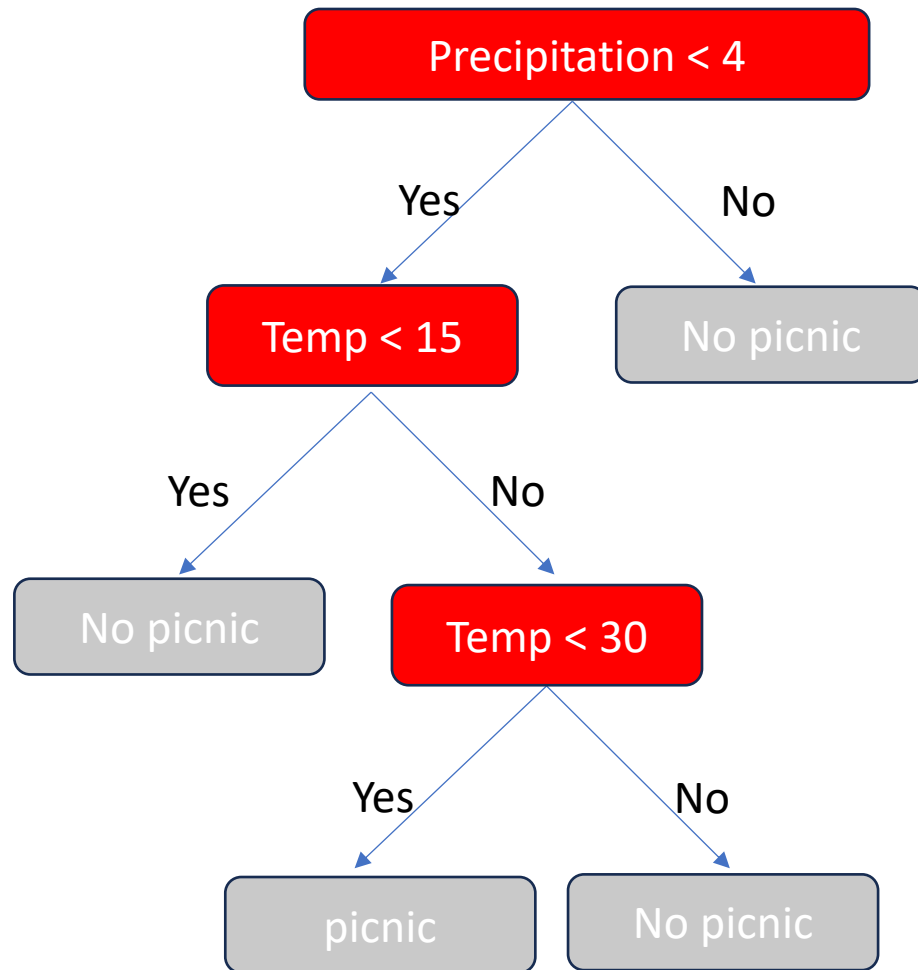 Precipitation < 4
Yes
No
Temp < 15
No picnic
Yes
No
No picnic
Temp < 30
Yes
No
picnic
No picnic